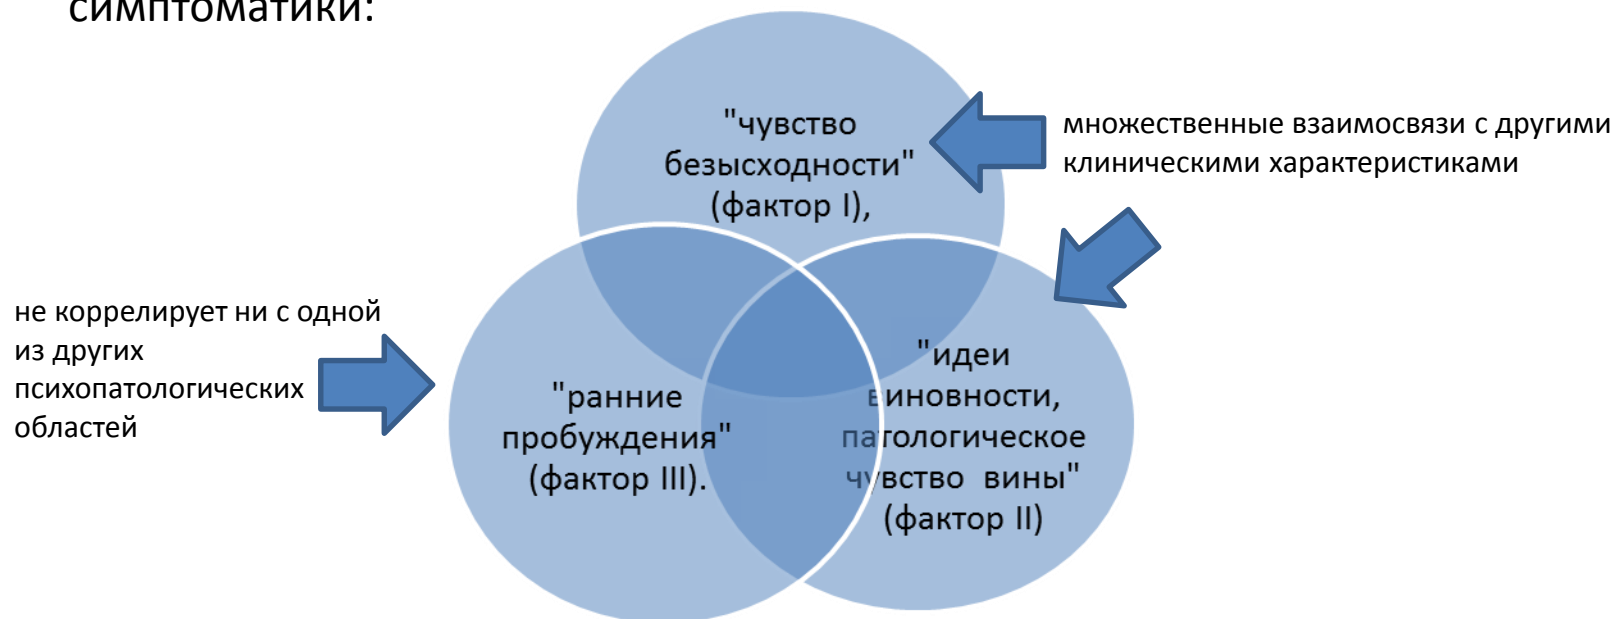 симптоматики:
"чувство
безысходности"
(фактор I),
множественные взаимосвязи с другими
клиническими характеристиками
не коррелирует ни с одной
из других
психопатологических
областей
"ранние
пробуждения"
(фактор III).
"идеи
виновности,
патологическое
чувство вины"
(фактор II)